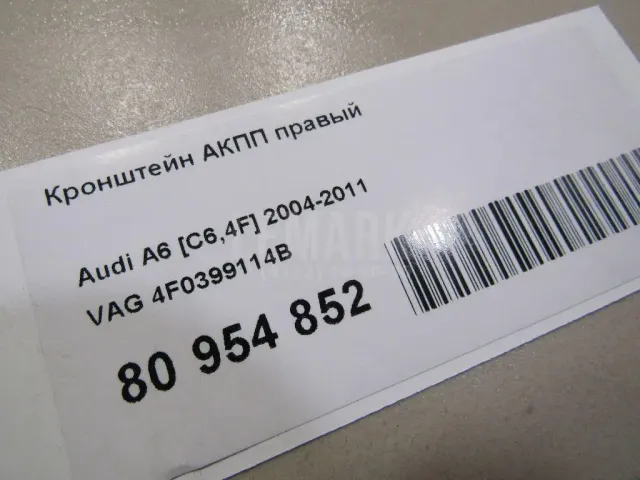 Кронштейн АКПП правый
Audi A6 [C6,4F] 2004-2011
VAG 4F0399114B
80 954 852